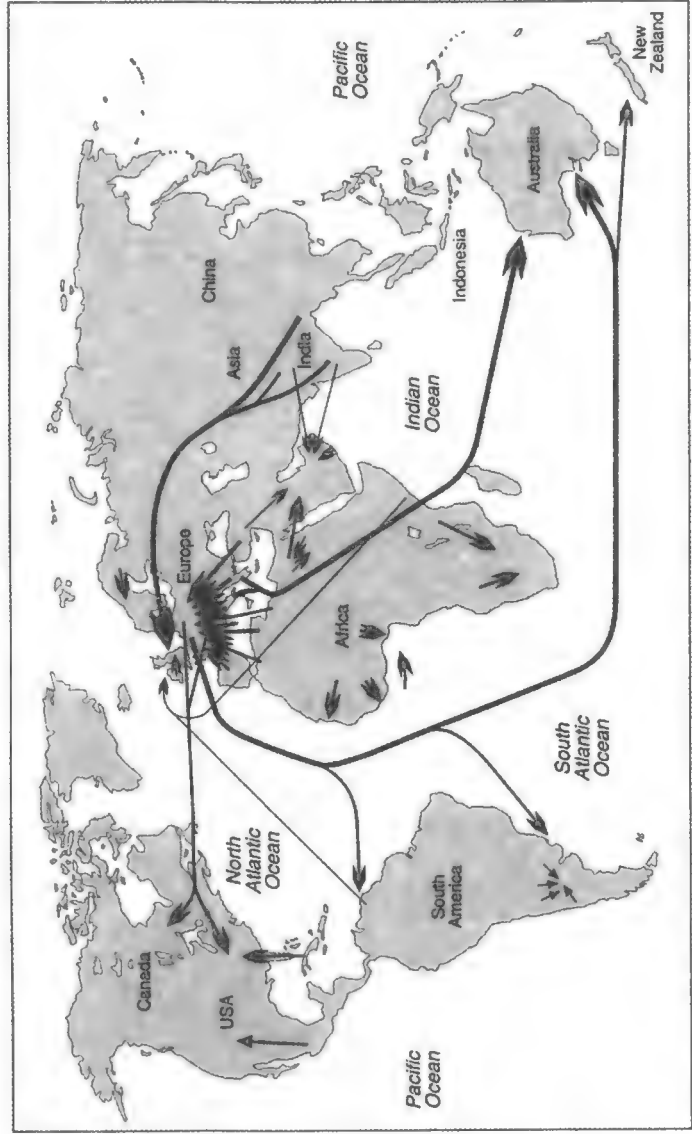 Canada
USA
Pacific
Ocean
North
Atlantic
Ocean
South
America
South
Atlantic
Ocean
Europe
Africa
Asia
China
India
Indian
Ocean
Indonesia
Pacific
Ocean
Australia
New
Zealand